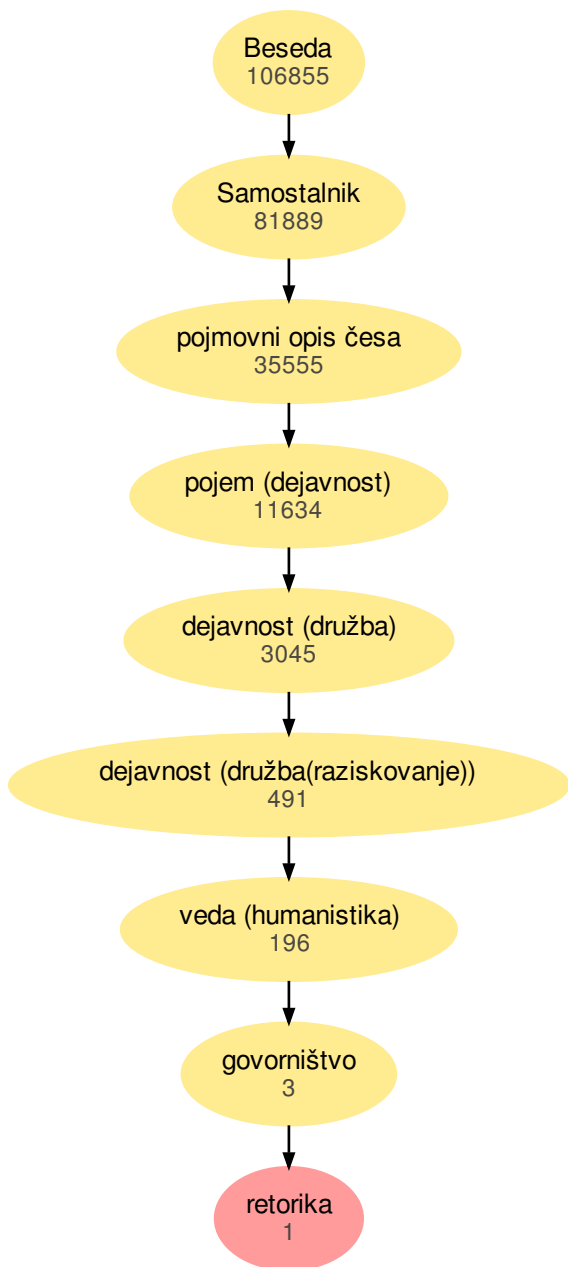 Beseda
106855
Samostalnik
81889
pojmovni opis česa
35555
pojem (dejavnost)
11634
dejavnost (družba)
3045
dejavnost (družba(raziskovanje))
491
veda (humanistika)
196
govorništvo
3
retorika
1